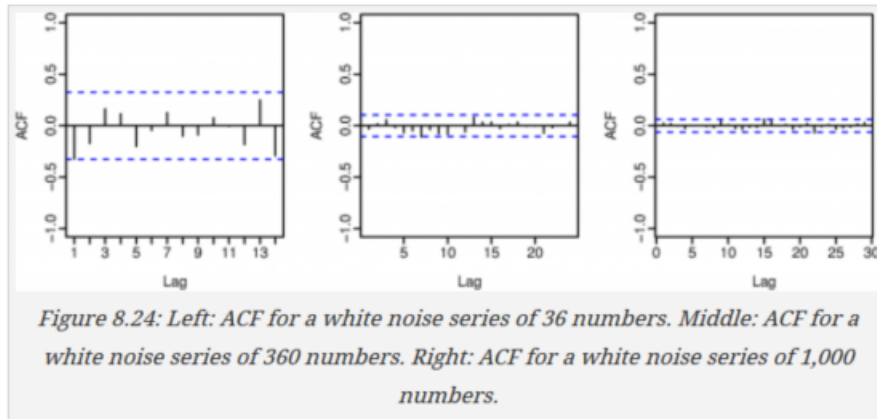 ACF
1.0
0.5
0.0
-0.5
-1.0
1 3 5 7 9 11 13
Lag
ACF
1.0
0.5
0.0
-0.5
-1.0
5 10 20
Lag
ACF
1.0
0.5
0.0
-0.5
-1.0
0 5 10 15 20 25 30
Lag
Figure 8.24: Left: ACF for a white noise series of 36 numbers. Middle: ACF for a
white noise series of 360 numbers. Right: ACF for a white noise series of 1,000
numbers.